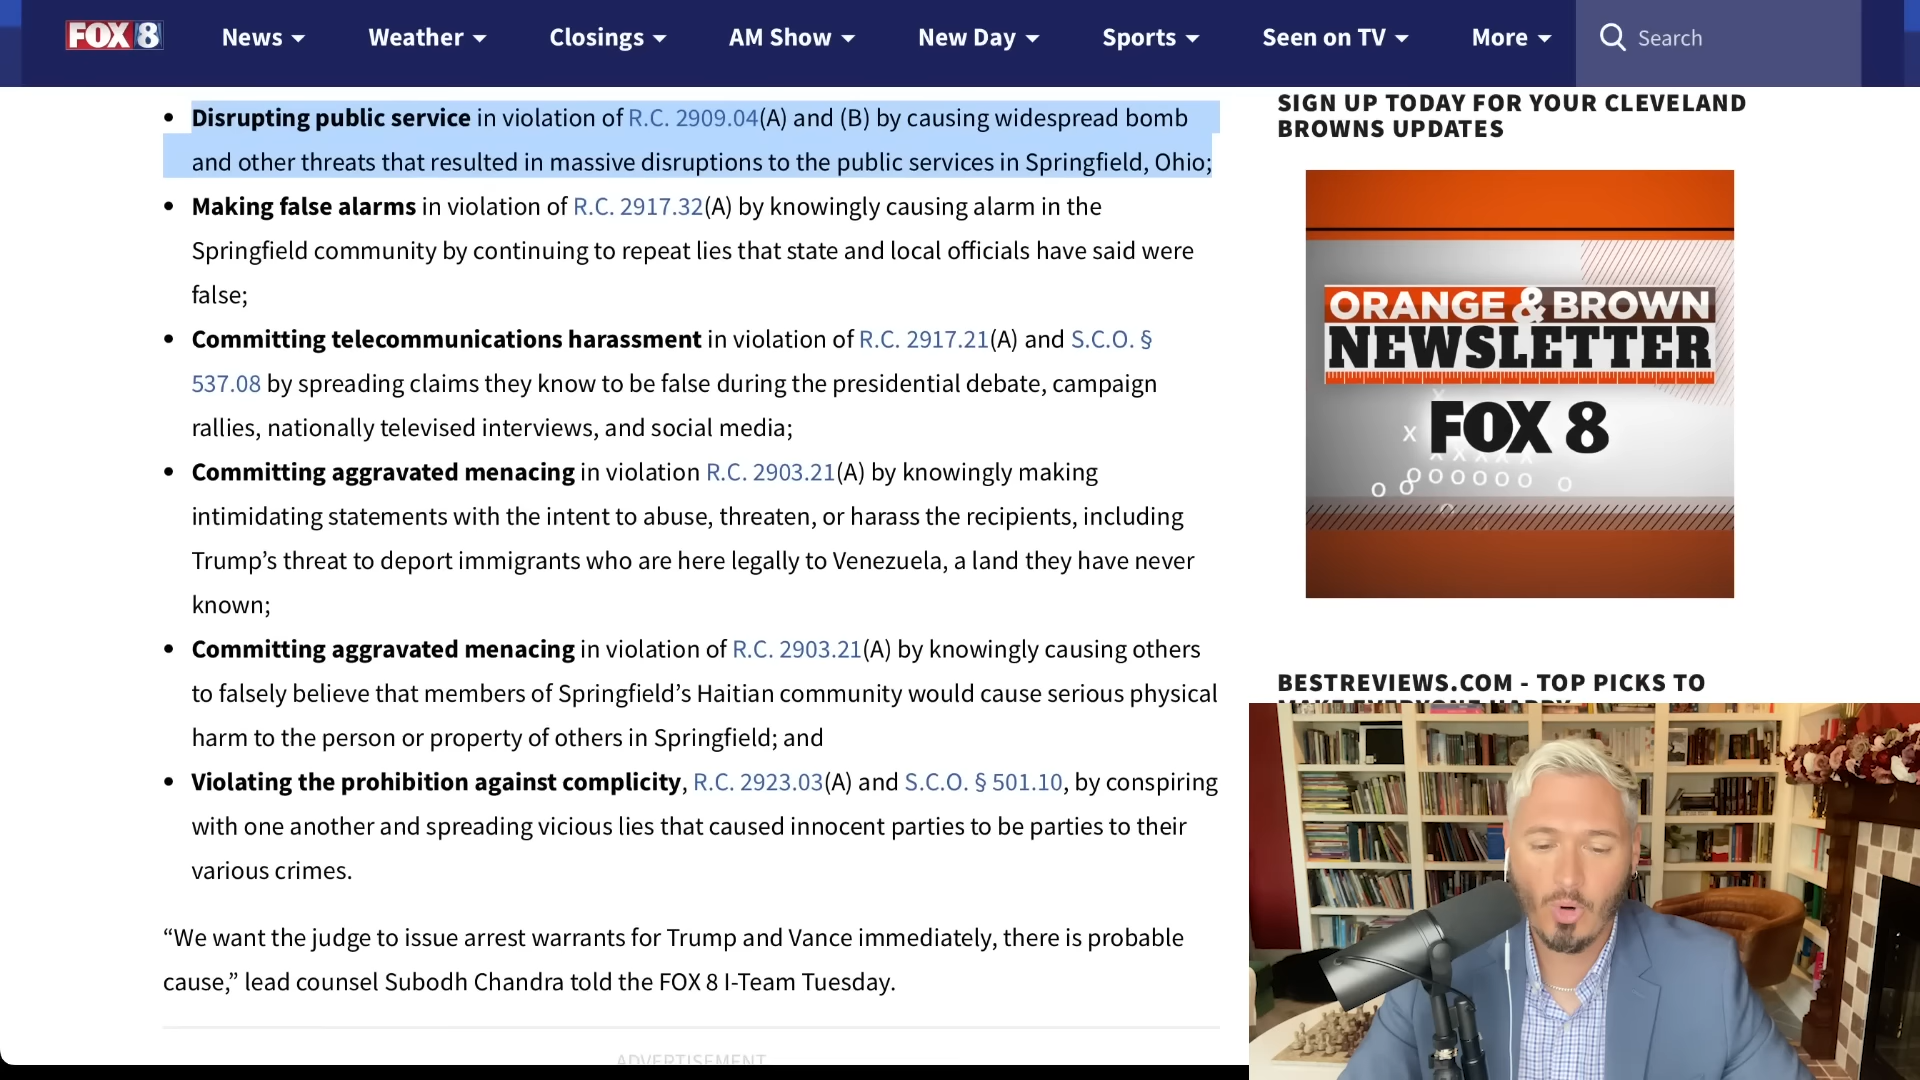 FOX 8
News
Weather
Closings
AM Show
New Day
Sports
Seen on TV
More
Search
Disrupting public service in violation of R.C. 2909.04(A) and (B) by causing widespread bomb
and other threats that resulted in massive disruptions to the public services in Springfield, Ohio;
Making false alarms in violation of R.C. 2917.32(A) by knowingly causing alarm in the
Springfield community by continuing to repeat lies that state and local officials have said were
false;
Committing telecommunications harassment in violation of R.C. 2917.21(A) and S.C.O. §
537.08 by spreading claims they know to be false during the presidential debate, campaign
rallies, nationally televised interviews, and social media;
Committing aggravated menacing in violation R.C. 2903.21(A) by knowingly making
intimidating statements with the intent to abuse, threaten, or harass the recipients, including
Trump’s threat to deport immigrants who are here legally to Venezuela, a land they have never
known;
Committing aggravated menacing in violation of R.C. 2903.21(A) by knowingly causing others
to falsely believe that members of Springfield’s Haitian community would cause serious physical
harm to the person or property of others in Springfield; and
Violating the prohibition against complicity, R.C. 2923.03(A) and S.C.O. § 501.10, by conspiring
with one another and spreading vicious lies that caused innocent parties to be parties to their
various crimes.
“We want the judge to issue arrest warrants for Trump and Vance immediately, there is probable
cause,” lead counsel Subodh Chandra told the FOX 8 I-Team Tuesday.
ADVERTISEMENT
SIGN UP TODAY FOR YOUR CLEVELAND
BROWNS UPDATES
ORANGE & BROWN
NEWSLETTER
FOX 8
BESTREVIEWS.COM - TOP PICKS TO